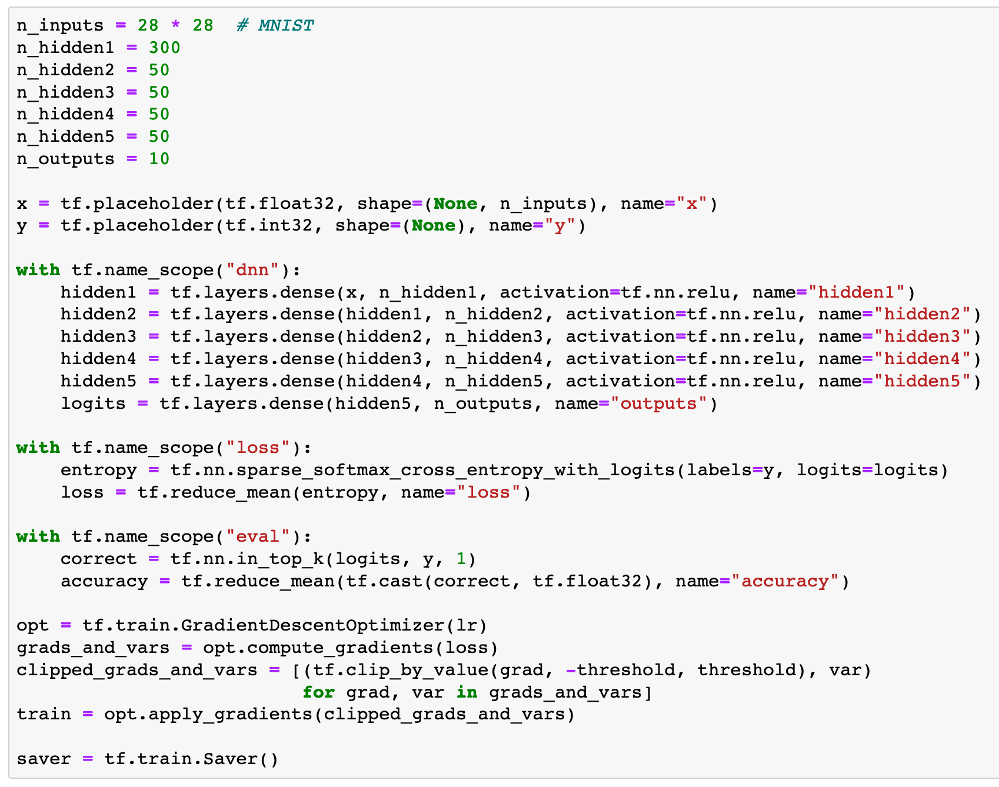 n_inputs = 28 * 28  # MNIST
n_hidden1 = 300
n_hidden2 = 50
n_hidden3 = 50
n_hidden4 = 50
n_hidden5 = 50
n_outputs = 10

x = tf.placeholder(tf.float32, shape=(None, n_inputs), name="x")
y = tf.placeholder(tf.int32, shape=(None), name="y")

with tf.name_scope("dnn"):
    hidden1 = tf.layers.dense(x, n_hidden1, activation=tf.nn.relu, name="hidden1")
    hidden2 = tf.layers.dense(hidden1, n_hidden2, activation=tf.nn.relu, name="hidden2")
    hidden3 = tf.layers.dense(hidden2, n_hidden3, activation=tf.nn.relu, name="hidden3")
    hidden4 = tf.layers.dense(hidden3, n_hidden4, activation=tf.nn.relu, name="hidden4")
    hidden5 = tf.layers.dense(hidden4, n_hidden5, activation=tf.nn.relu, name="hidden5")
    logits = tf.layers.dense(hidden5, n_outputs, name="outputs")

with tf.name_scope("loss"):
    entropy = tf.nn.sparse_softmax_cross_entropy_with_logits(labels=y, logits=logits)
    loss = tf.reduce_mean(entropy, name="loss")

with tf.name_scope("eval"):
    correct = tf.nn.in_top_k(logits, y, 1)
    accuracy = tf.reduce_mean(tf.cast(correct, tf.float32), name="accuracy")

opt = tf.train.GradientDescentOptimizer(lr)
grads_and_vars = opt.compute_gradients(loss)
clipped_grads_and_vars = [(tf.clip_by_value(grad, -threshold, threshold), var)
                          for grad, var in grads_and_vars]
train = opt.apply_gradients(clipped_grads_and_vars)

saver = tf.train.Saver()